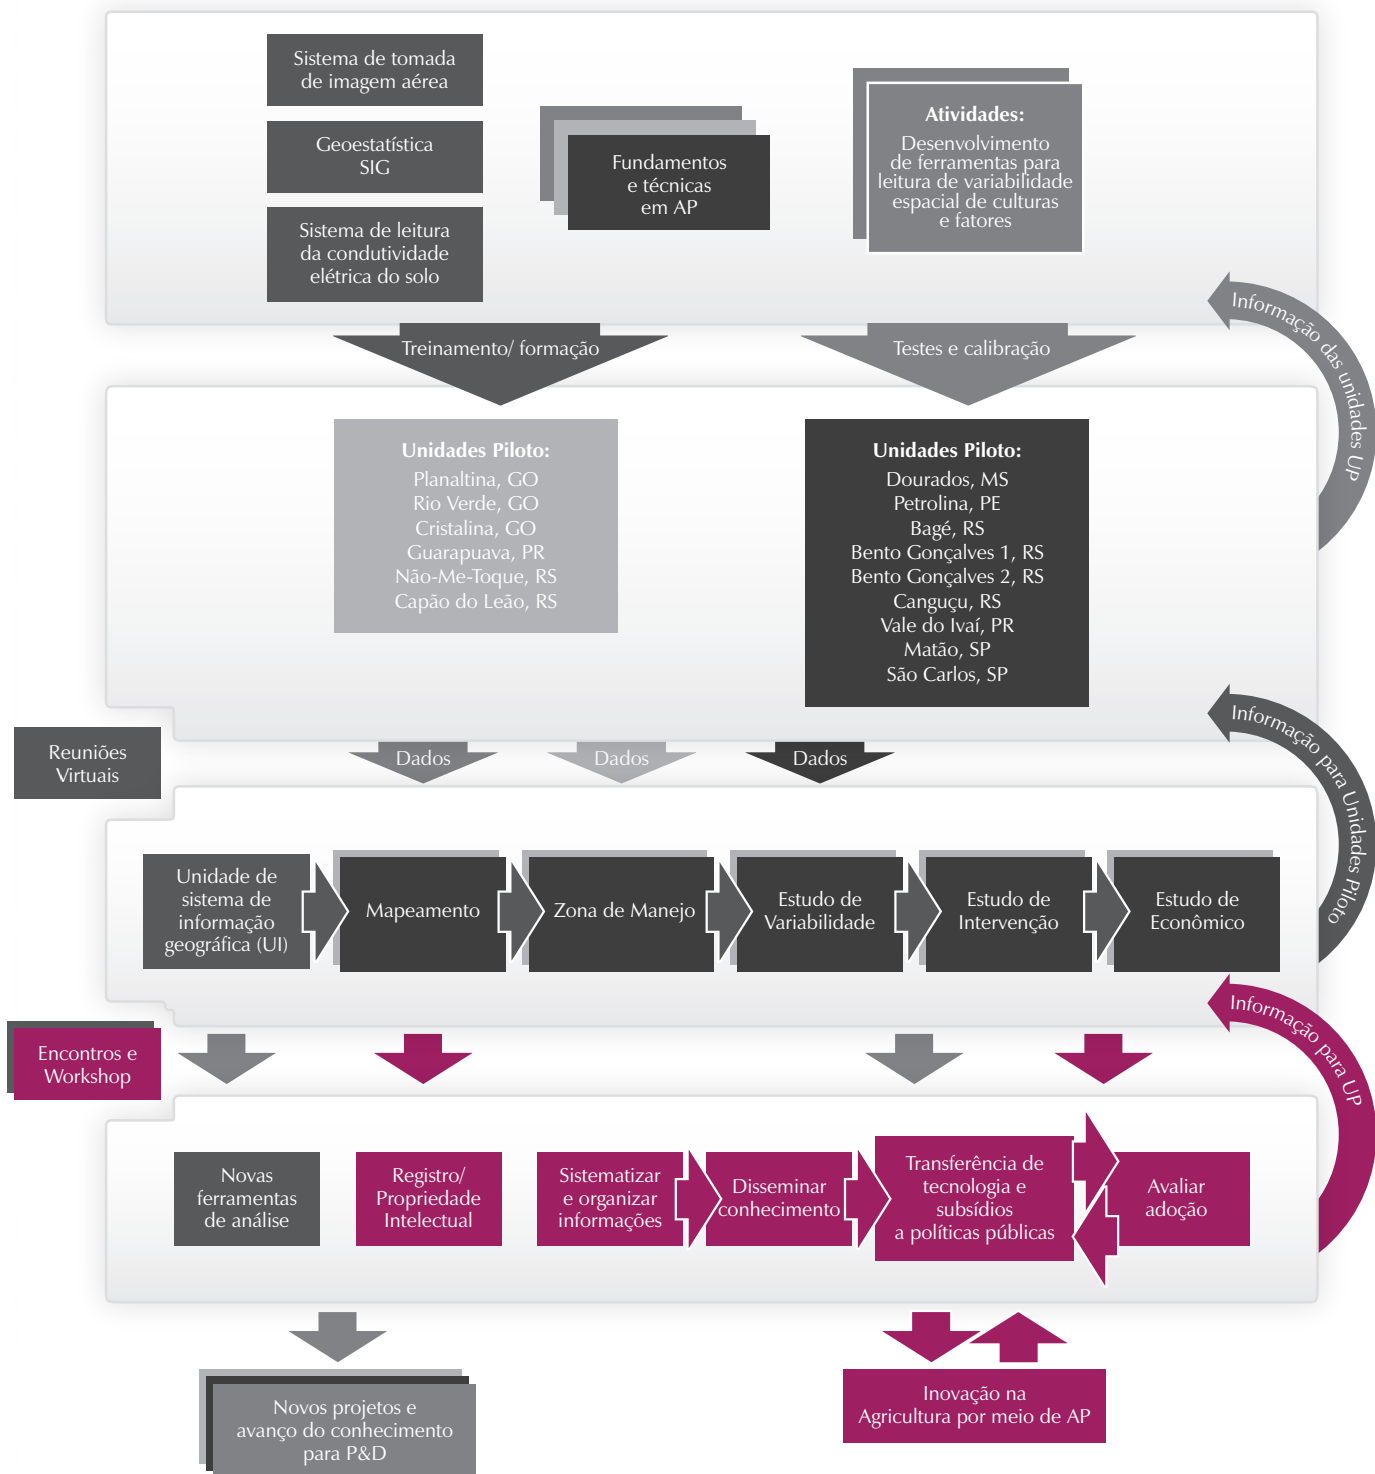 Sistema de tomada
de imagem aérea
Geoestatística
SIG
Sistema de leitura
da condutividade
elétrica do solo
Fundamentos
e técnicas
em AP
Atividades:
Desenvolvimento
de ferramentas para
leitura de variabilidade
espacial de culturas
e fatores
Informação das unidades UP
Treinamento/ formação
Testes e calibração
Unidades Piloto:
Planaltina, GO
Rio Verde, GO
Cristalina, GO
Guarapuava, PR
Não-Me-Toque, RS
Capão do Leão, RS
Unidades Piloto:
Dourados, MS
Petrolina, PE
Bagé, RS
Bento Gonçalves 1, RS
Bento Gonçalves 2, RS
Canguçu, RS
Vale do Ivaí, PR
Matão, SP
São Carlos, SP
Informação para Unidades Piloto
Reuniões
Virtuais
Dados
Dados
Dados
Unidade de
sistema de
informação
geográfica (UI)
Mapeamento
Zona de Manejo
Estudo de
Variabilidade
Estudo de
Intervenção
Estudo de
Econômico
Informação para UP
Encontros e
Workshop
Novas
ferramentas
de análise
Registro/
Propriedade
Intelectual
Sistematizar
e organizar
informações
Disseminar
conhecimento
Transferência de
tecnologia e
subsídios
a políticas públicas
Avaliar
adoção
Novos projetos e
avanço do conhecimento
para P&D
Inovação na
Agricultura por meio de AP